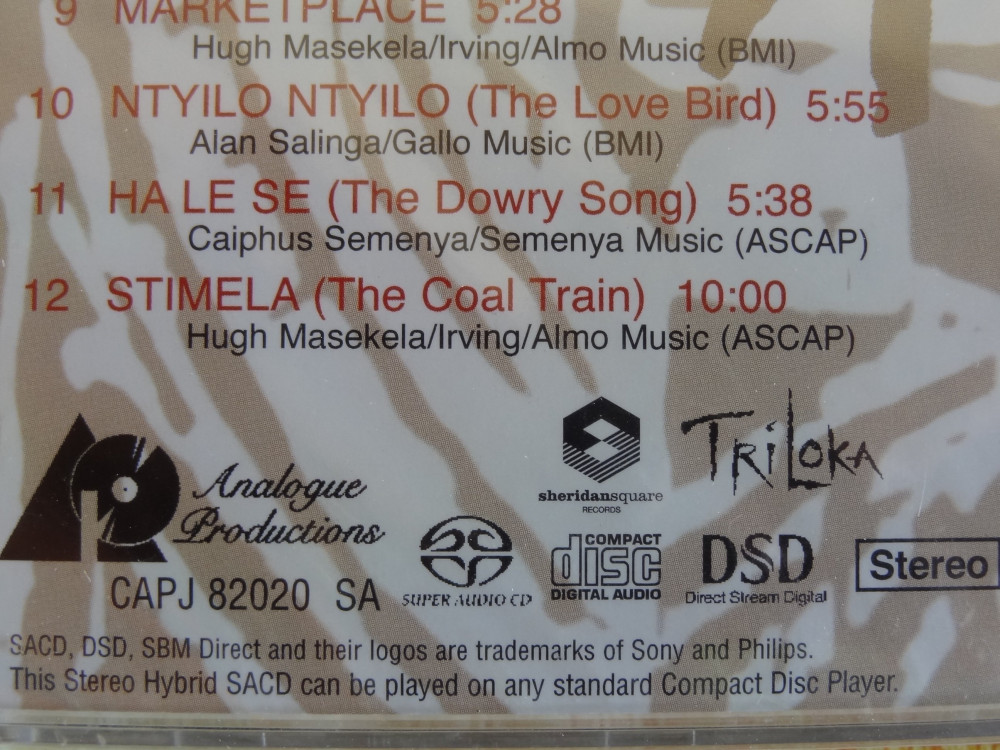 9 MARKETPLACE 5:28
Hugh Masekela/Irving/Almo Music (BMI)
10 NTYILO NTYILO (The Love Bird) 5:55
Alan Salinga/Gallo Music (BMI)
11 HA LE SE (The Dowry Song) 5:38
Caiphus Semenya/Semenya Music (ASCAP)
12 STIMELA (The Coal Train) 10:00
Hugh Masekela/Irving/Almo Music (ASCAP)
Analogue
Productions
CAPJ 82020 SA
SUPER AUDIO CD
sheridansquare
RECORDS
TRILOKA
COMPACT
disc
DIGITAL AUDIO
DSD
Direct Stream Digital
Stereo
SACD, DSD, SBM Direct and their logos are trademarks of Sony and Philips.
This Stereo Hybrid SACD can be played on any standard Compact Disc Player.